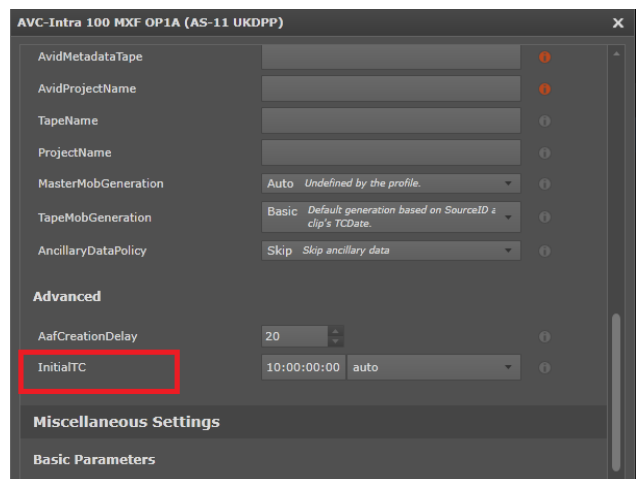 AVC-Intra 100 MXF OP1A (AS-11 UKDPP) X
AvidMetadataTape
AvidProjectName
TapeName
ProjectName
MasterMobGeneration Auto Undefined by the profile.
TapeMobGeneration Basic Default generation based on SourceID
clip's TCDate.
AncillaryDataPolicy Skip Skip ancillary data
Advanced
AafCreationDelay 20
InitialTC 10:00:00:00 auto
Miscellaneous Settings
Basic Parameters